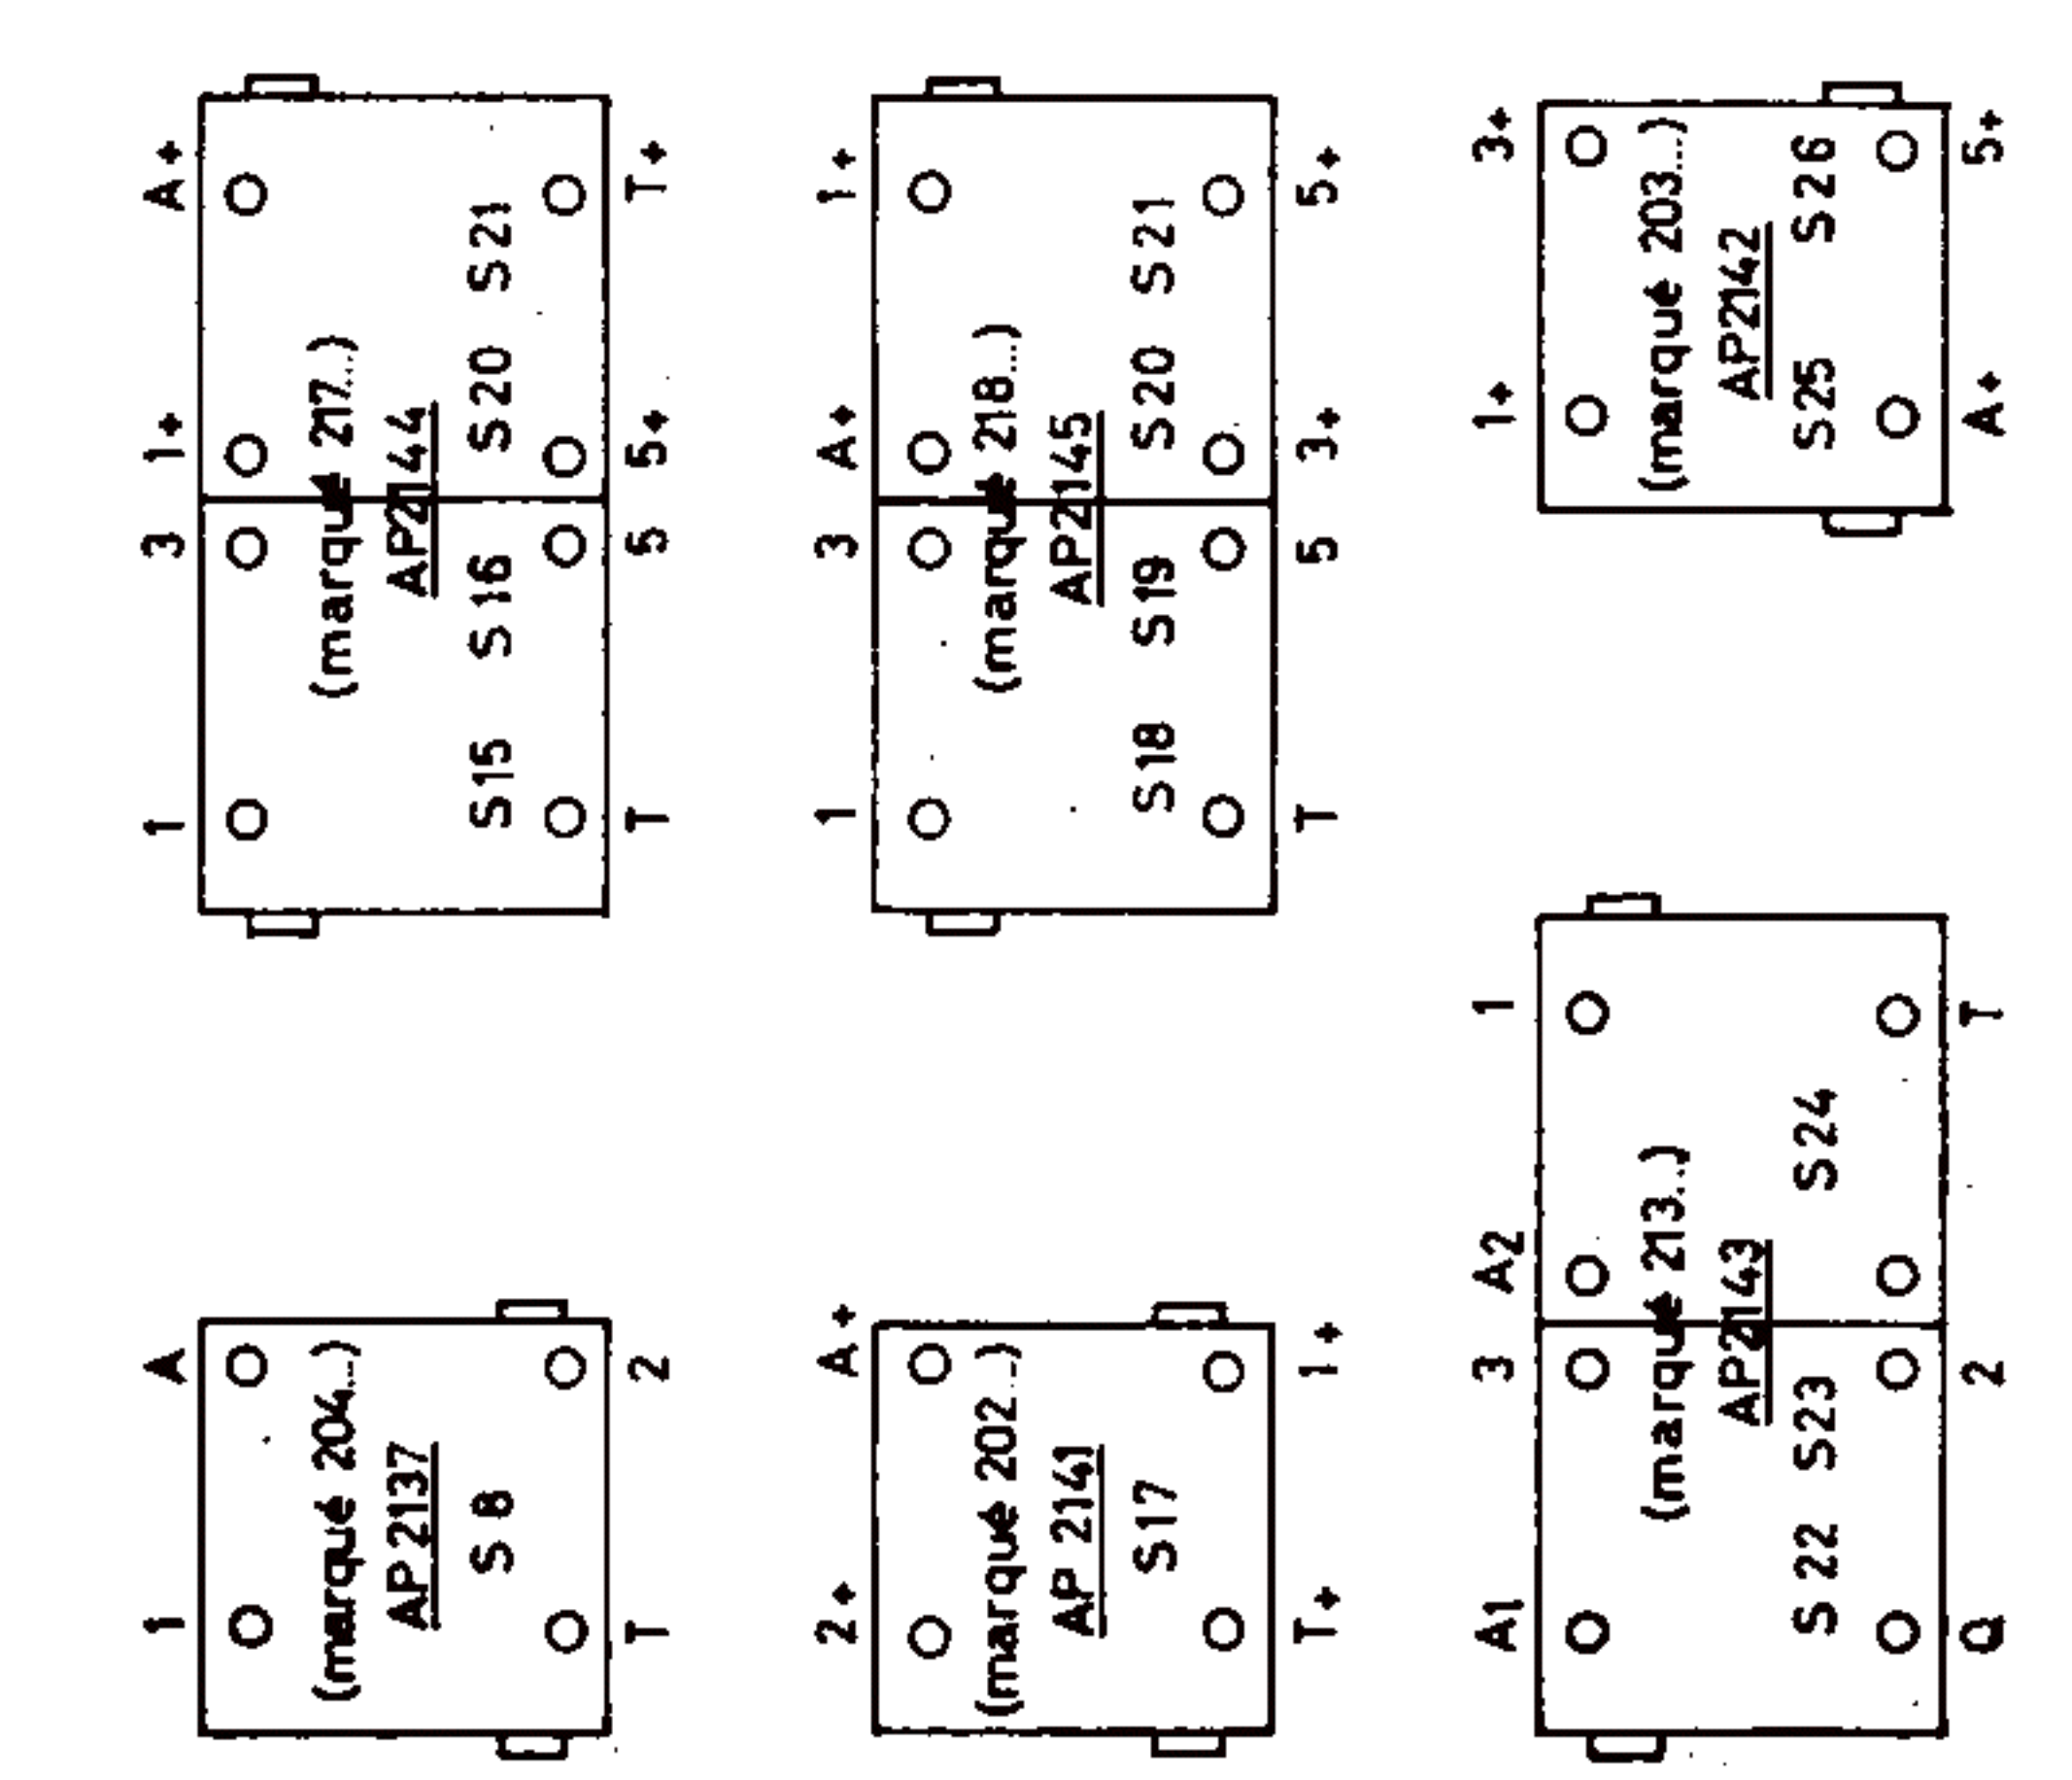 1 A
(marqué 204...)
AP 2137
S 8
T 2
1 3 1+ A+
(marqué 217...)
AP2144
S15 S16 S20 S21
T 5 5+ T+
2+ A+
(marqué 202...)
AP 2141
S17
T+ 1+
1 3 A+ 1+
(marqué 218...)
AP2145
S18 S19 S20 S21
T 5 3+ 5+
A1 3 A2 1
(marqué 213..)
AP2143
S 22 S23 S24
Q 2 T
1+ 3+
(marqué 203...)
AP2142
S25 S26
A+ 5+